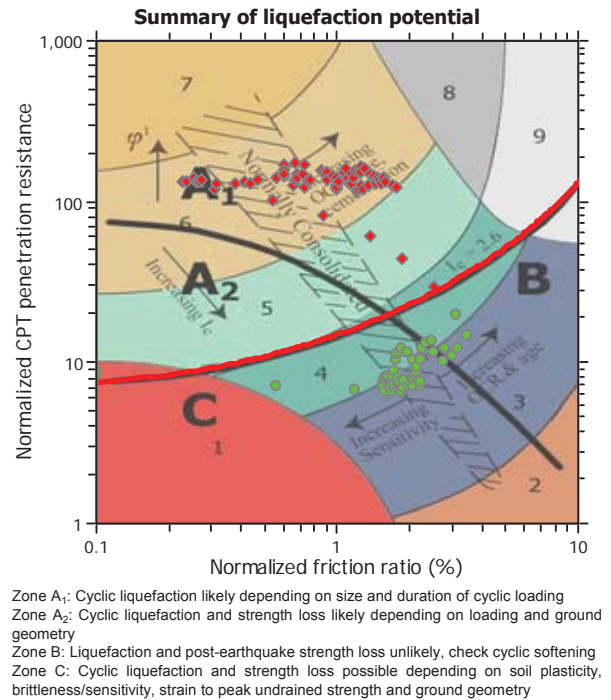 Summary of liquefaction potential
1,000
100
10
1
Normalized CPT penetration resistance
0.1
1
10
Normalized friction ratio (%)
7
8
9
φ'
A1
6
A2
5
Increasing Ic
Normally Consolidated
Ic = 2.6
B
4
C
1
Increasing
Sensitivity
Increasing
OCR & age
3
2
Zone A1: Cyclic liquefaction likely depending on size and duration of cyclic loading
Zone A2: Cyclic liquefaction and strength loss likely depending on loading and ground
geometry
Zone B: Liquefaction and post-earthquake strength loss unlikely, check cyclic softening
Zone C: Cyclic liquefaction and strength loss possible depending on soil plasticity,
brittleness/sensitivity, strain to peak undrained strength and ground geometry